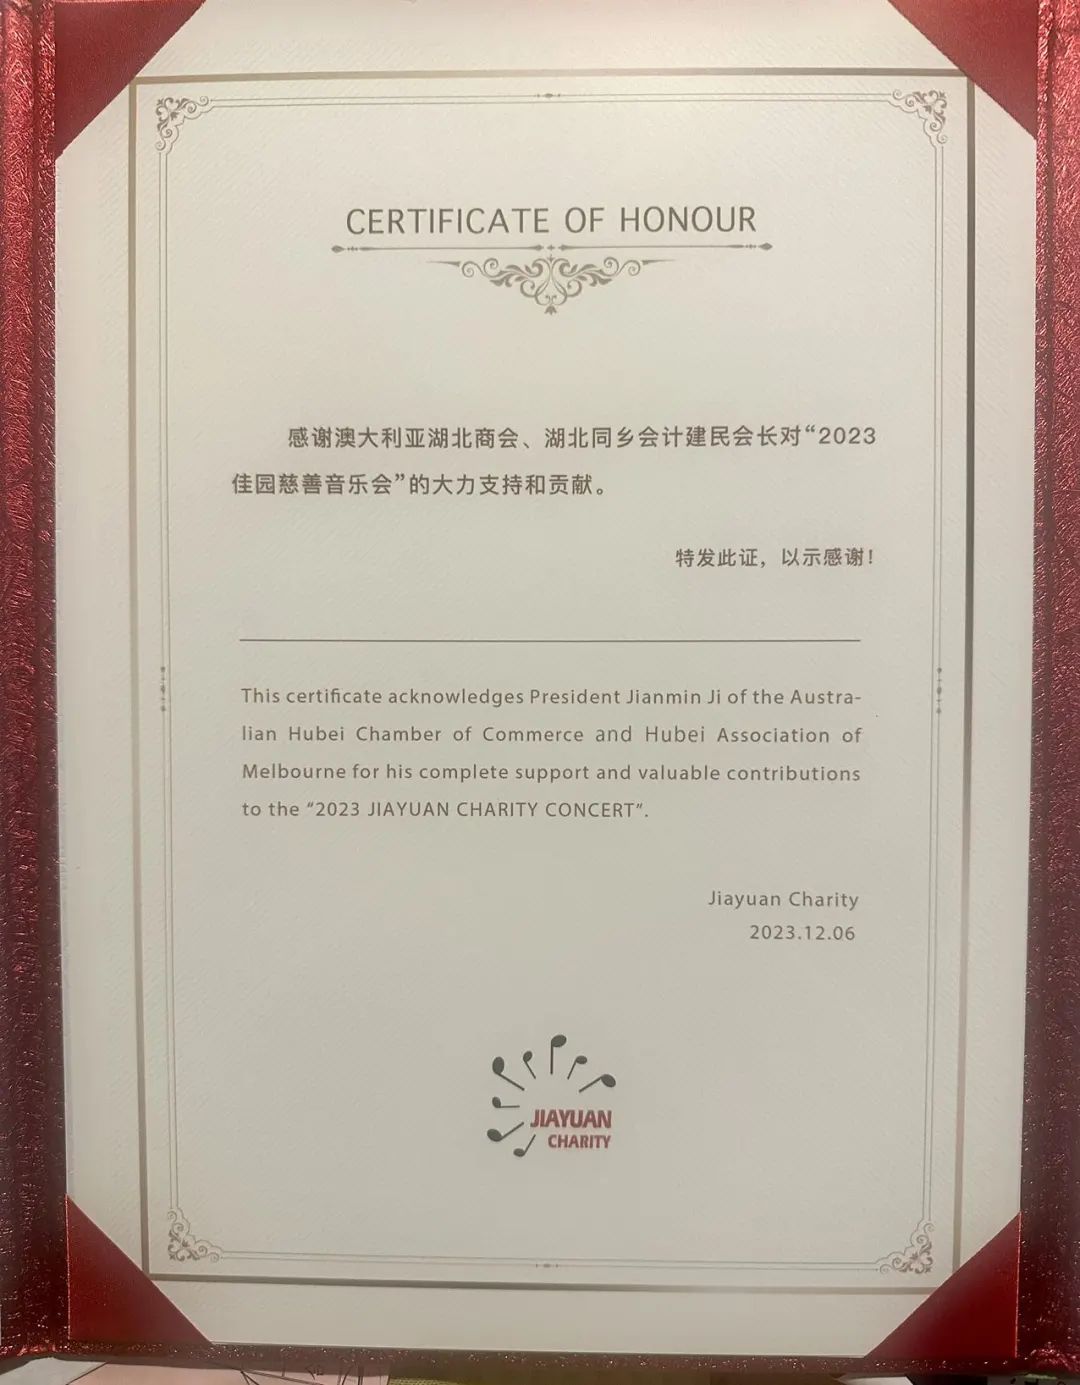 CERTIFICATE OF HONOUR
感谢澳大利亚湖北商会、湖北同乡会计建民会长对“2023
佳园慈善音乐会”的大力支持和贡献。
特发此证，以示感谢！
This certificate acknowledges President Jianmin Ji of the Austra-
lian Hubei Chamber of Commerce and Hubei Association of
Melbourne for his complete support and valuable contributions
to the “2023 JIAYUAN CHARITY CONCERT”.
Jiayuan Charity
2023.12.06
JIAYUAN
CHARITY